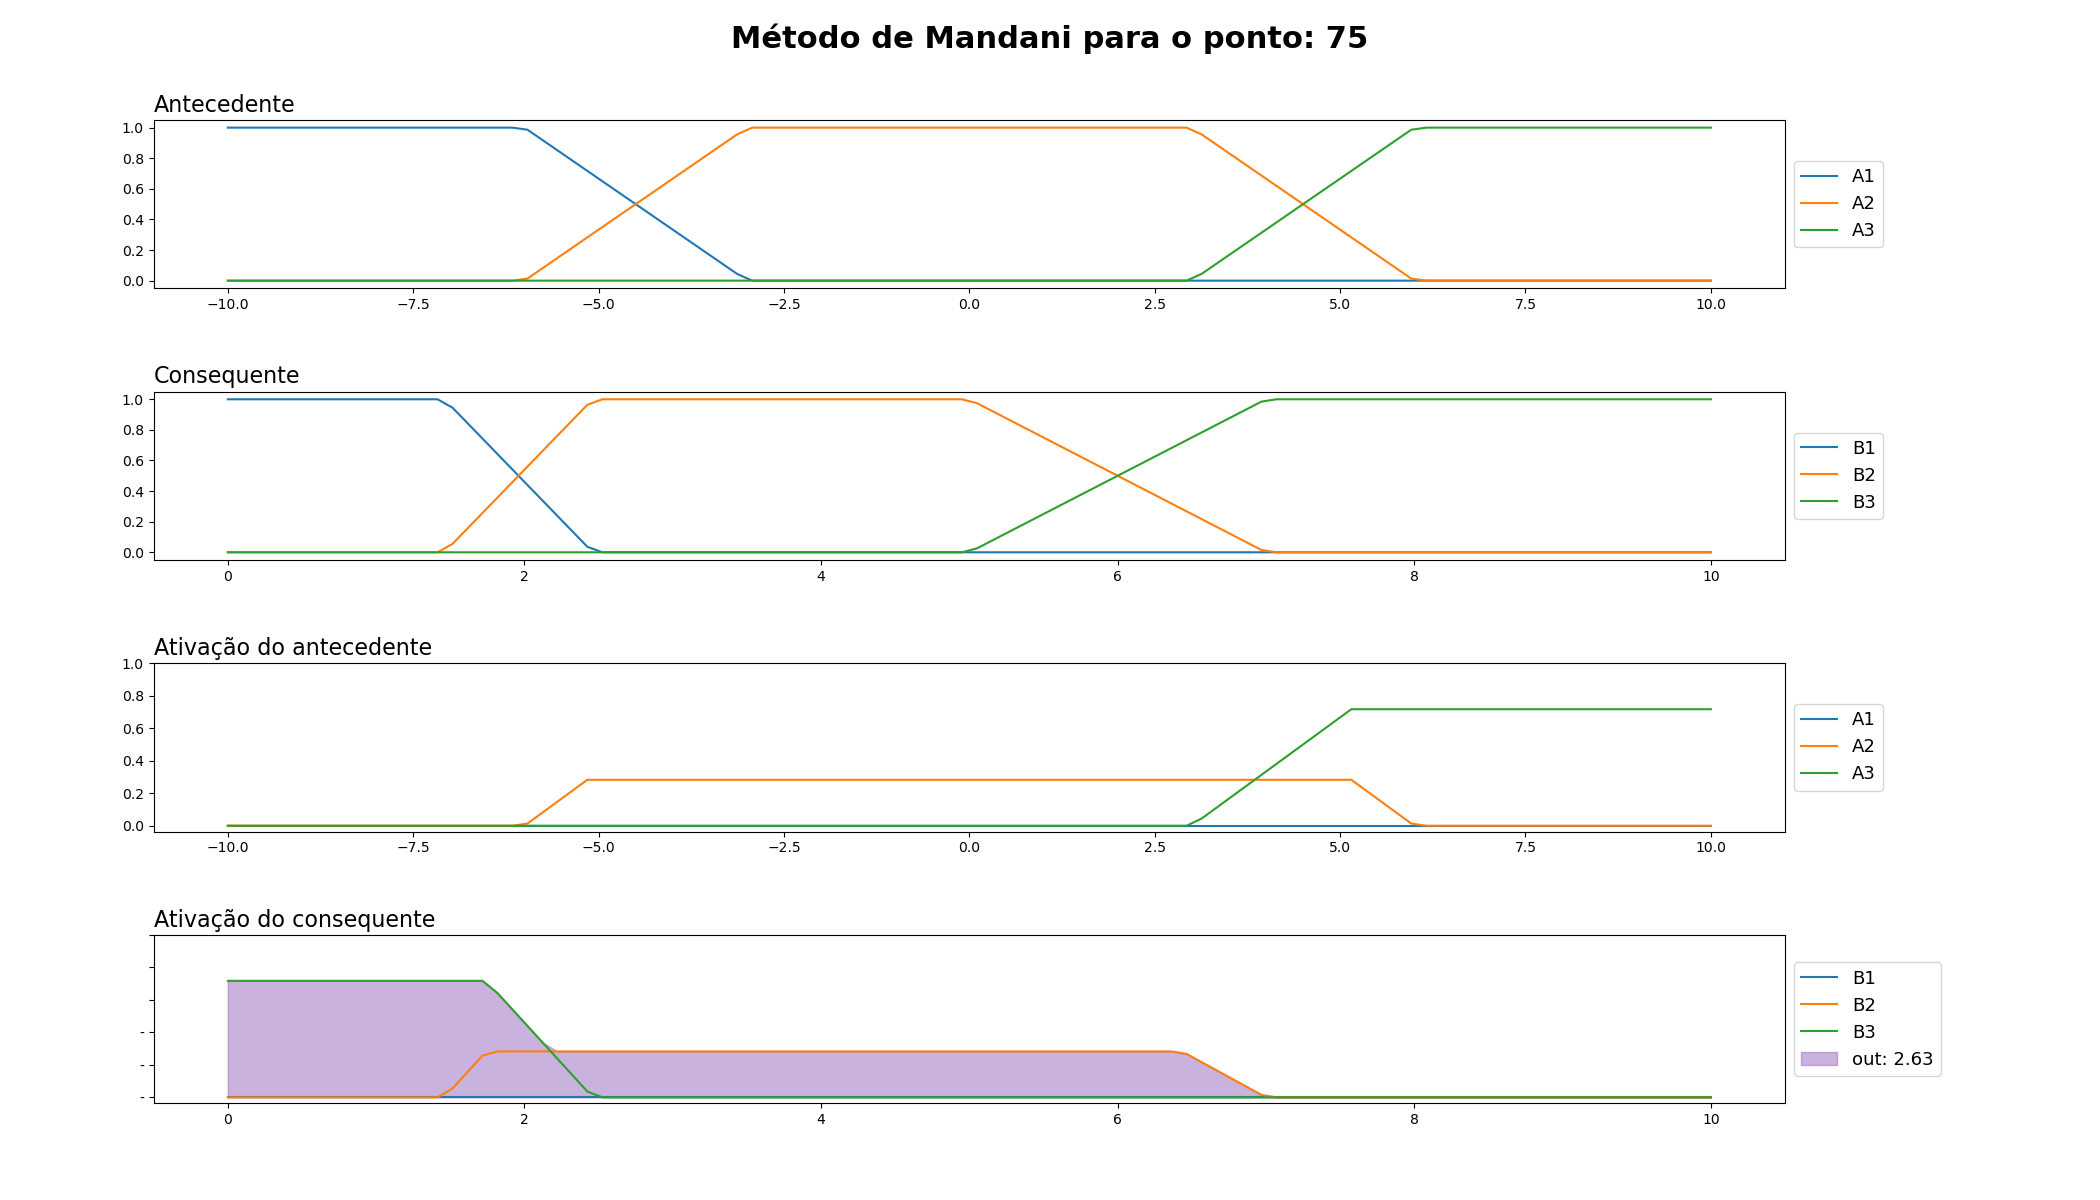 Método de Mandani para o ponto: 75
Antecedente
1.0
0.8
0.6
0.4
0.2
0.0
−10.0 −7.5 −5.0 −2.5 0.0 2.5 5.0 7.5 10.0
A1
A2
A3
Consequente
1.0
0.8
0.6
0.4
0.2
0.0
0 2 4 6 8 10
B1
B2
B3
Ativação do antecedente
1.0
0.8
0.6
0.4
0.2
0.0
−10.0 −7.5 −5.0 −2.5 0.0 2.5 5.0 7.5 10.0
A1
A2
A3
Ativação do consequente
-
-
-
0 2 4 6 8 10
B1
B2
B3
out: 2.63